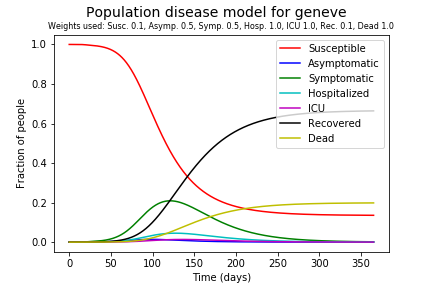 Population disease model for geneve
Weights used: Susc. 0.1, Asymp. 0.5, Symp. 0.5, Hosp. 1.0, ICU 1.0, Rec. 0.1, Dead 1.0
Fraction of people
1.0
0.8
0.6
0.4
0.2
0.0
Susceptible
Asymptomatic
Symptomatic
Hospitalized
ICU
Recovered
Dead
0 50 100 150 200 250 300 350
Time (days)